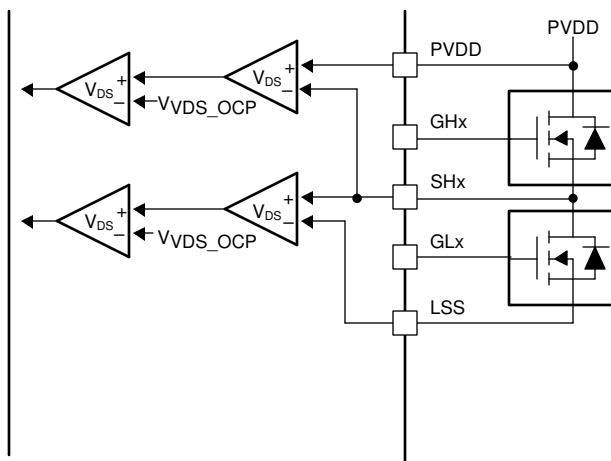 PVDD
PVDD
V_DS + −
V_DS + −
V_VDS_OCP
GHx
SHx
V_DS + −
V_DS + −
V_VDS_OCP
GLx
LSS